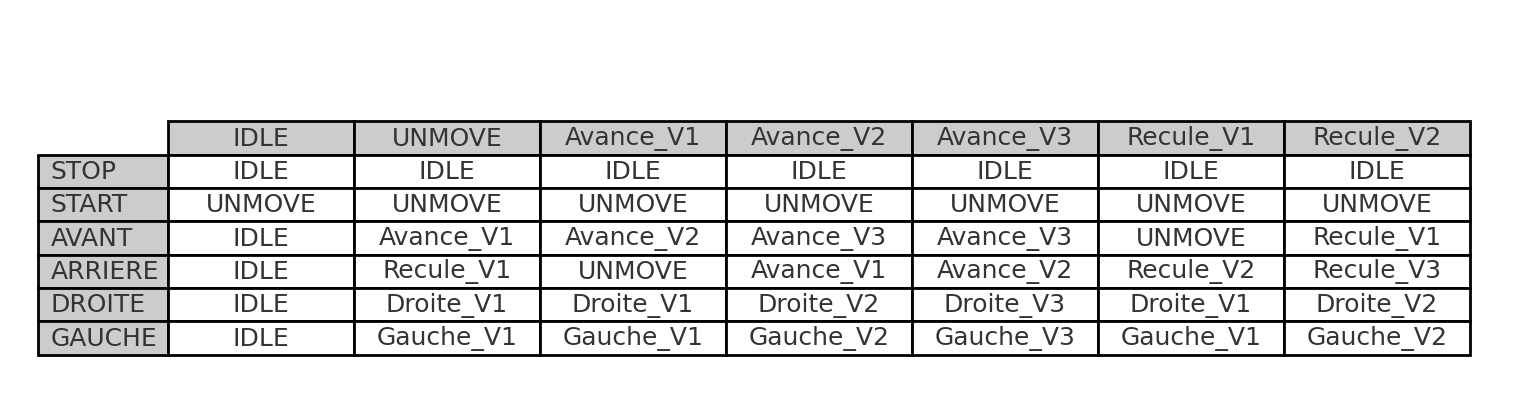 IDLE UNMOVE Avance_V1 Avance_V2 Avance_V3 Recule_V1 Recule_V2
STOP IDLE IDLE IDLE IDLE IDLE IDLE IDLE
START UNMOVE UNMOVE UNMOVE UNMOVE UNMOVE UNMOVE UNMOVE
AVANT IDLE Avance_V1 Avance_V2 Avance_V3 Avance_V3 UNMOVE Recule_V1
ARRIERE IDLE Recule_V1 UNMOVE Avance_V1 Avance_V2 Recule_V2 Recule_V3
DROITE IDLE Droite_V1 Droite_V1 Droite_V2 Droite_V3 Droite_V1 Droite_V2
GAUCHE IDLE Gauche_V1 Gauche_V1 Gauche_V2 Gauche_V3 Gauche_V1 Gauche_V2